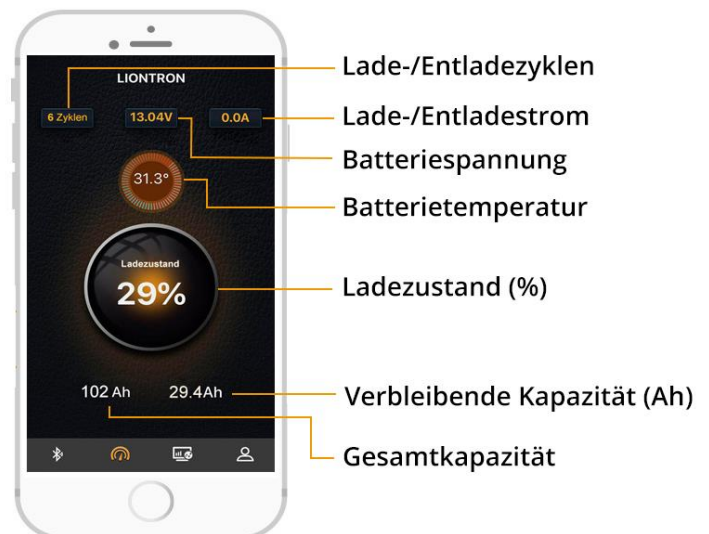 LIONTRON
6 Zyklen
13.04V
0.0A
31.3°
Ladezustand
29%
102 Ah
29.4Ah
Lade-/Entladezyklen
Lade-/Entladestrom
Batteriespannung
Batterietemperatur
Ladezustand (%)
Verbleibende Kapazität (Ah)
Gesamtkapazität